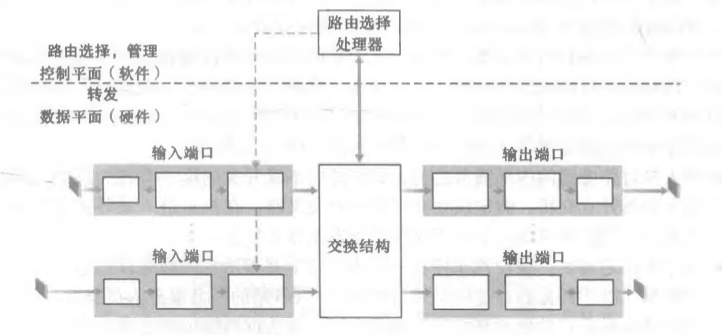 路由选择
处理器
路由选择，管理
控制平面（软件）
转发
数据平面（硬件）
输入端口
输出端口
交换结构
输入端口
输出端口